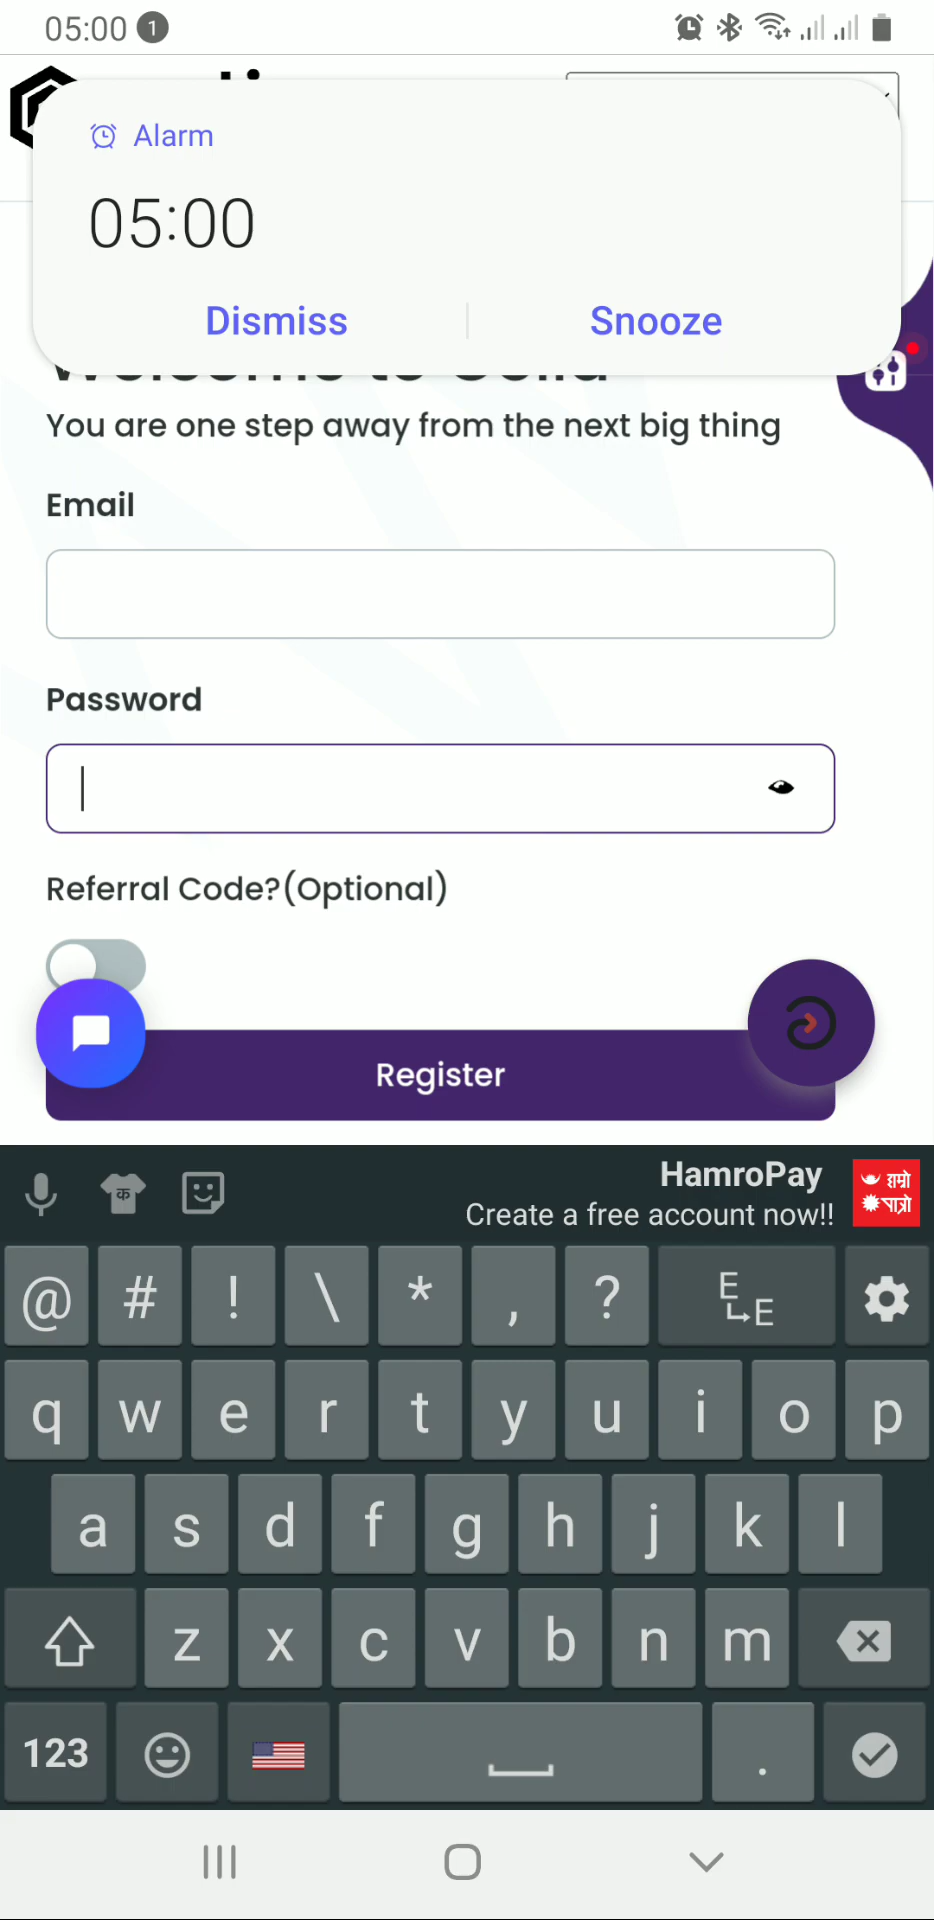 05:00 1
Alarm
05:00
Dismiss
Snooze
You are one step away from the next big thing
Email
Password
Referral Code?(Optional)
Register
HamroPay
Create a free account now!!
हाम्रो
पात्रो
क
@ # ! \ * , ? E E
q w e r t y u i o p
a s d f g h j k l
z x c v b n m
123 .